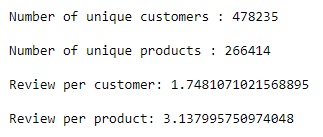 Number of unique customers : 478235
Number of unique products : 266414
Review per customer: 1.7481071021568895
Review per product: 3.137995750974048